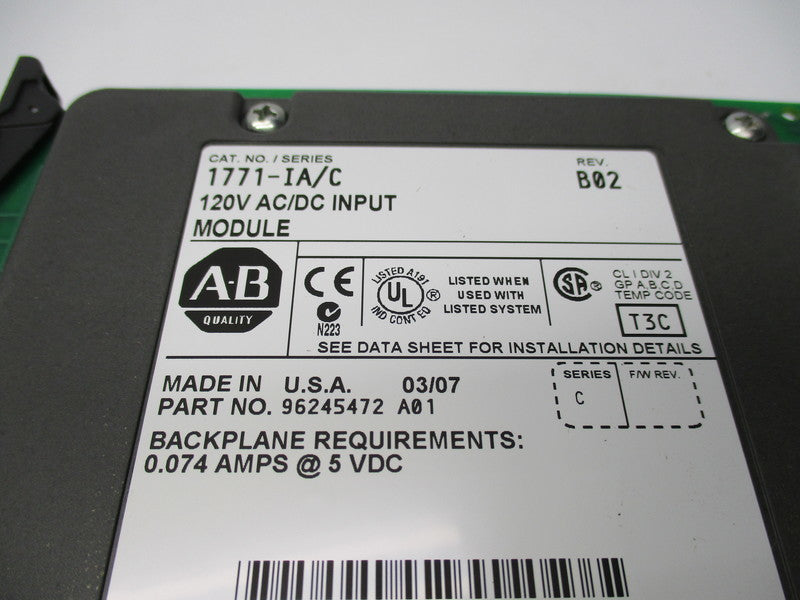 CAT. NO. / SERIES
1771-IA/C
REV.
B02
120V AC/DC INPUT
MODULE
A-B
QUALITY
CE
N223
LISTED A191
UL
®
IND CONT EQ
LISTED WHEN
USED WITH
LISTED SYSTEM
SA ®
CL I DIV 2
GP A,B,C,D
TEMP CODE
T3C
SEE DATA SHEET FOR INSTALLATION DETAILS
MADE IN U.S.A. 03/07
PART NO. 96245472 A01
SERIES
C
F/W REV.
BACKPLANE REQUIREMENTS:
0.074 AMPS @ 5 VDC